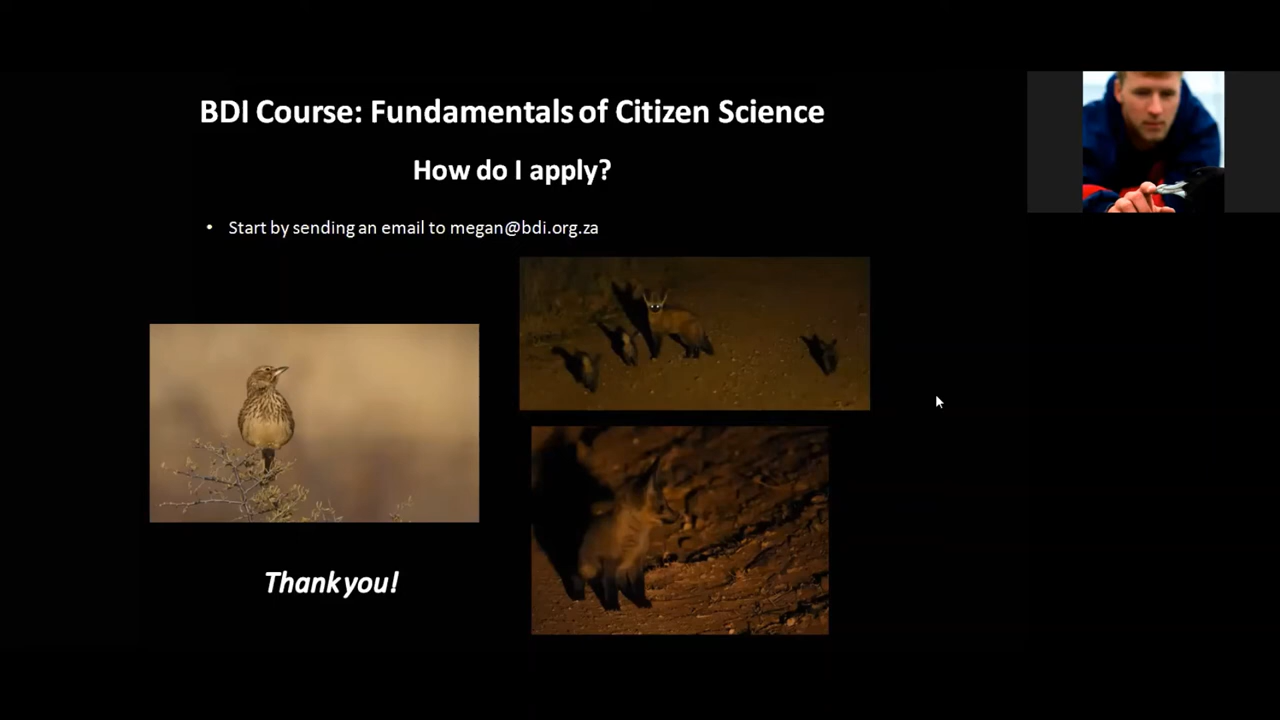 BDI Course: Fundamentals of Citizen Science
How do I apply?
• Start by sending an email to megan@bdi.org.za
Thank you!